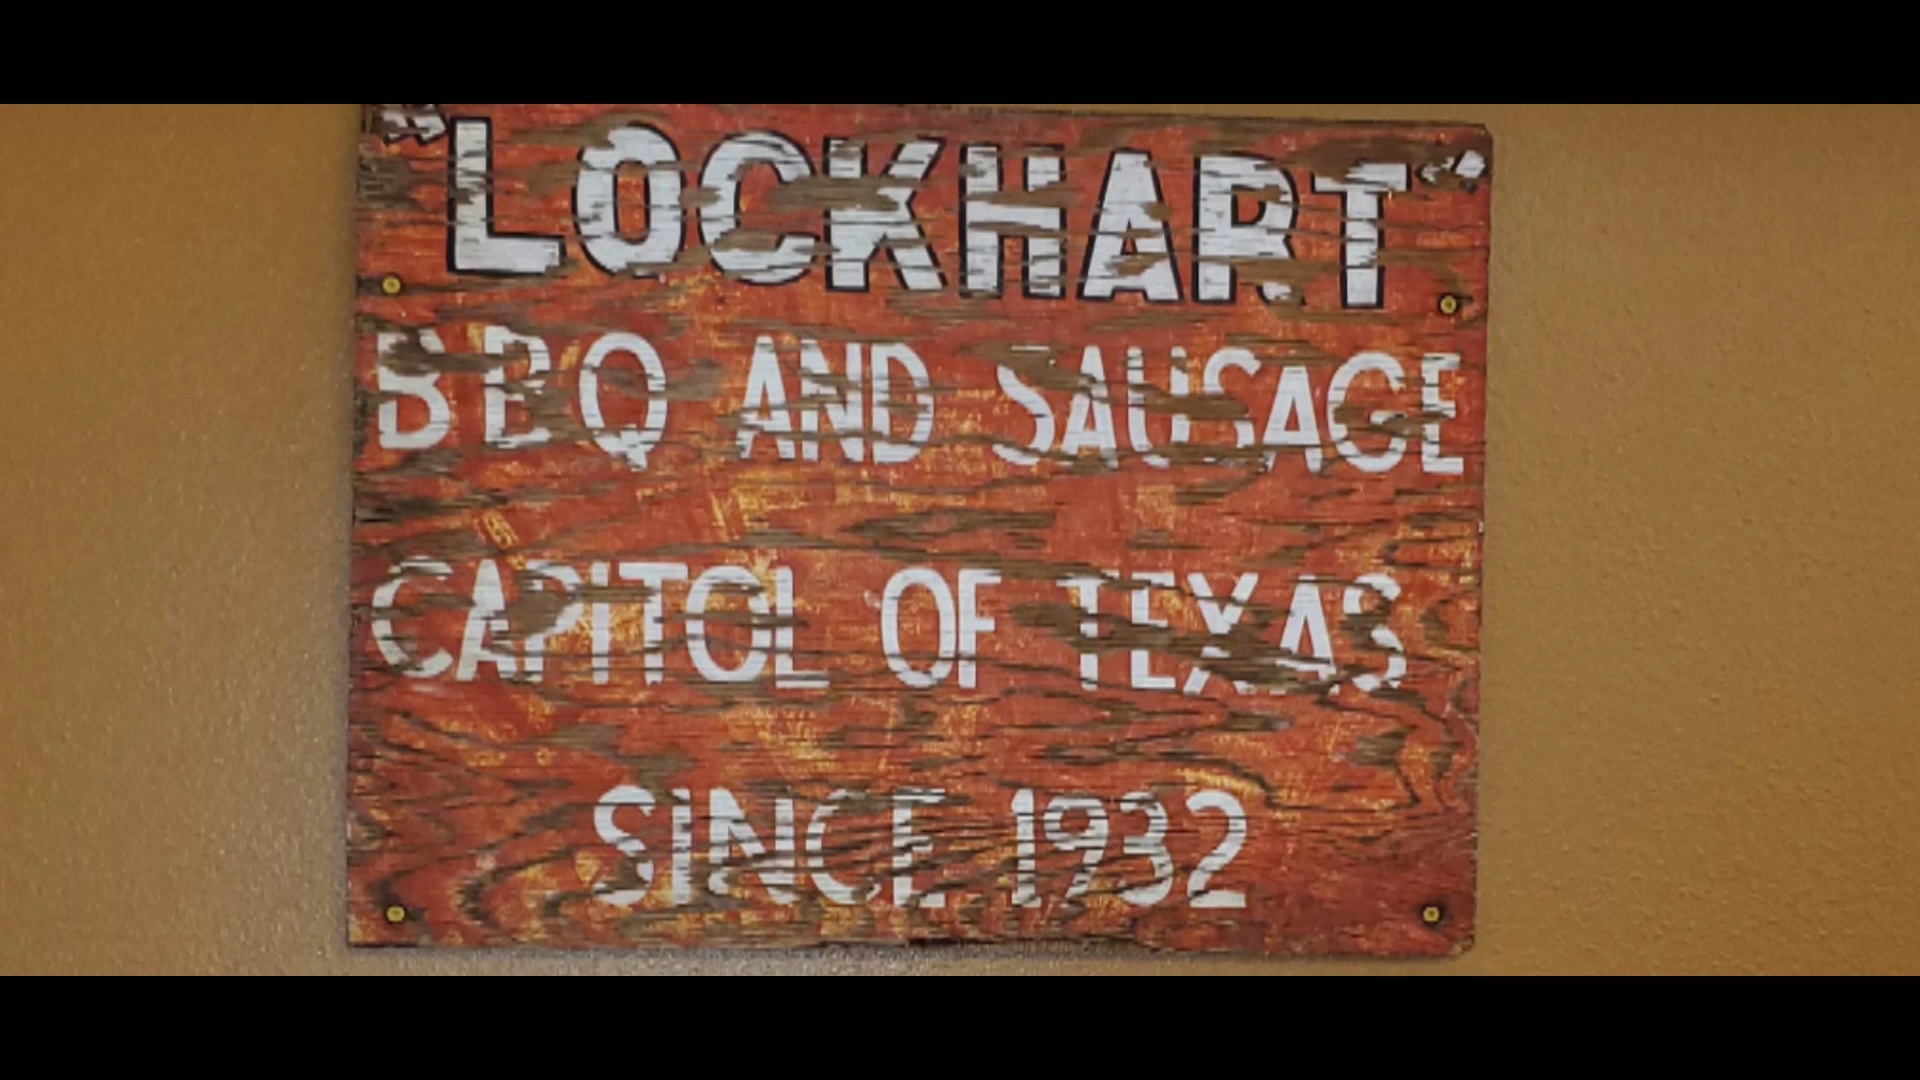 "LOCKHART"
BBQ AND SAUSAGE
CAPITOL OF TEXAS
SINCE 1932